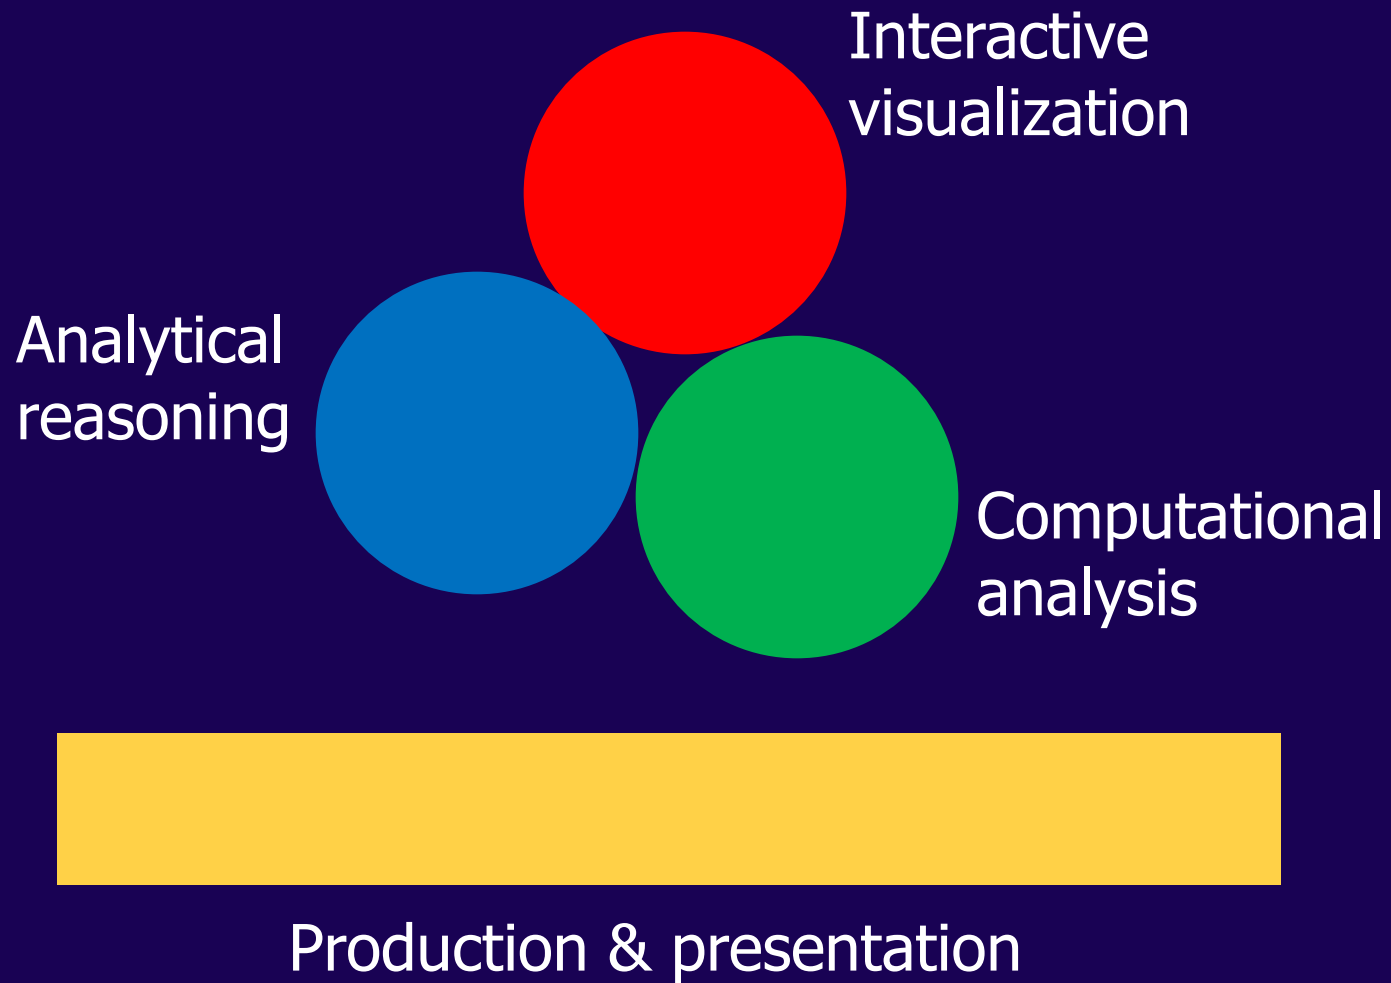 Interactive
visualization
Analytical
reasoning
Computational
analysis
Production & presentation